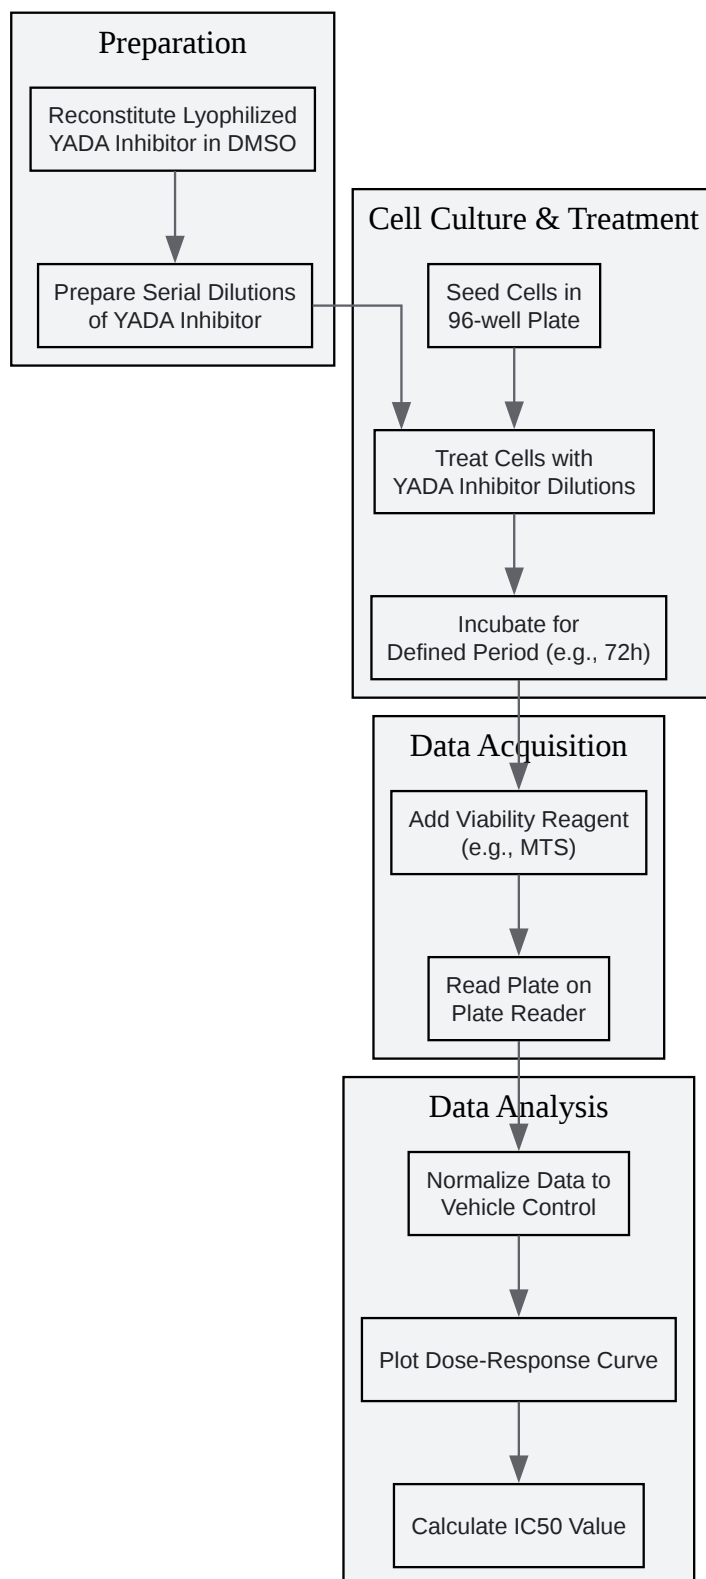 Preparation
Reconstitute Lyophilized
YADA Inhibitor in DMSO
Prepare Serial Dilutions
of YADA Inhibitor
Cell Culture & Treatment
Seed Cells in
96-well Plate
Treat Cells with
YADA Inhibitor Dilutions
Incubate for
Defined Period (e.g., 72h)
Data Acquisition
Add Viability Reagent
(e.g., MTS)
Read Plate on
Plate Reader
Data Analysis
Normalize Data to
Vehicle Control
Plot Dose-Response Curve
Calculate IC50 Value